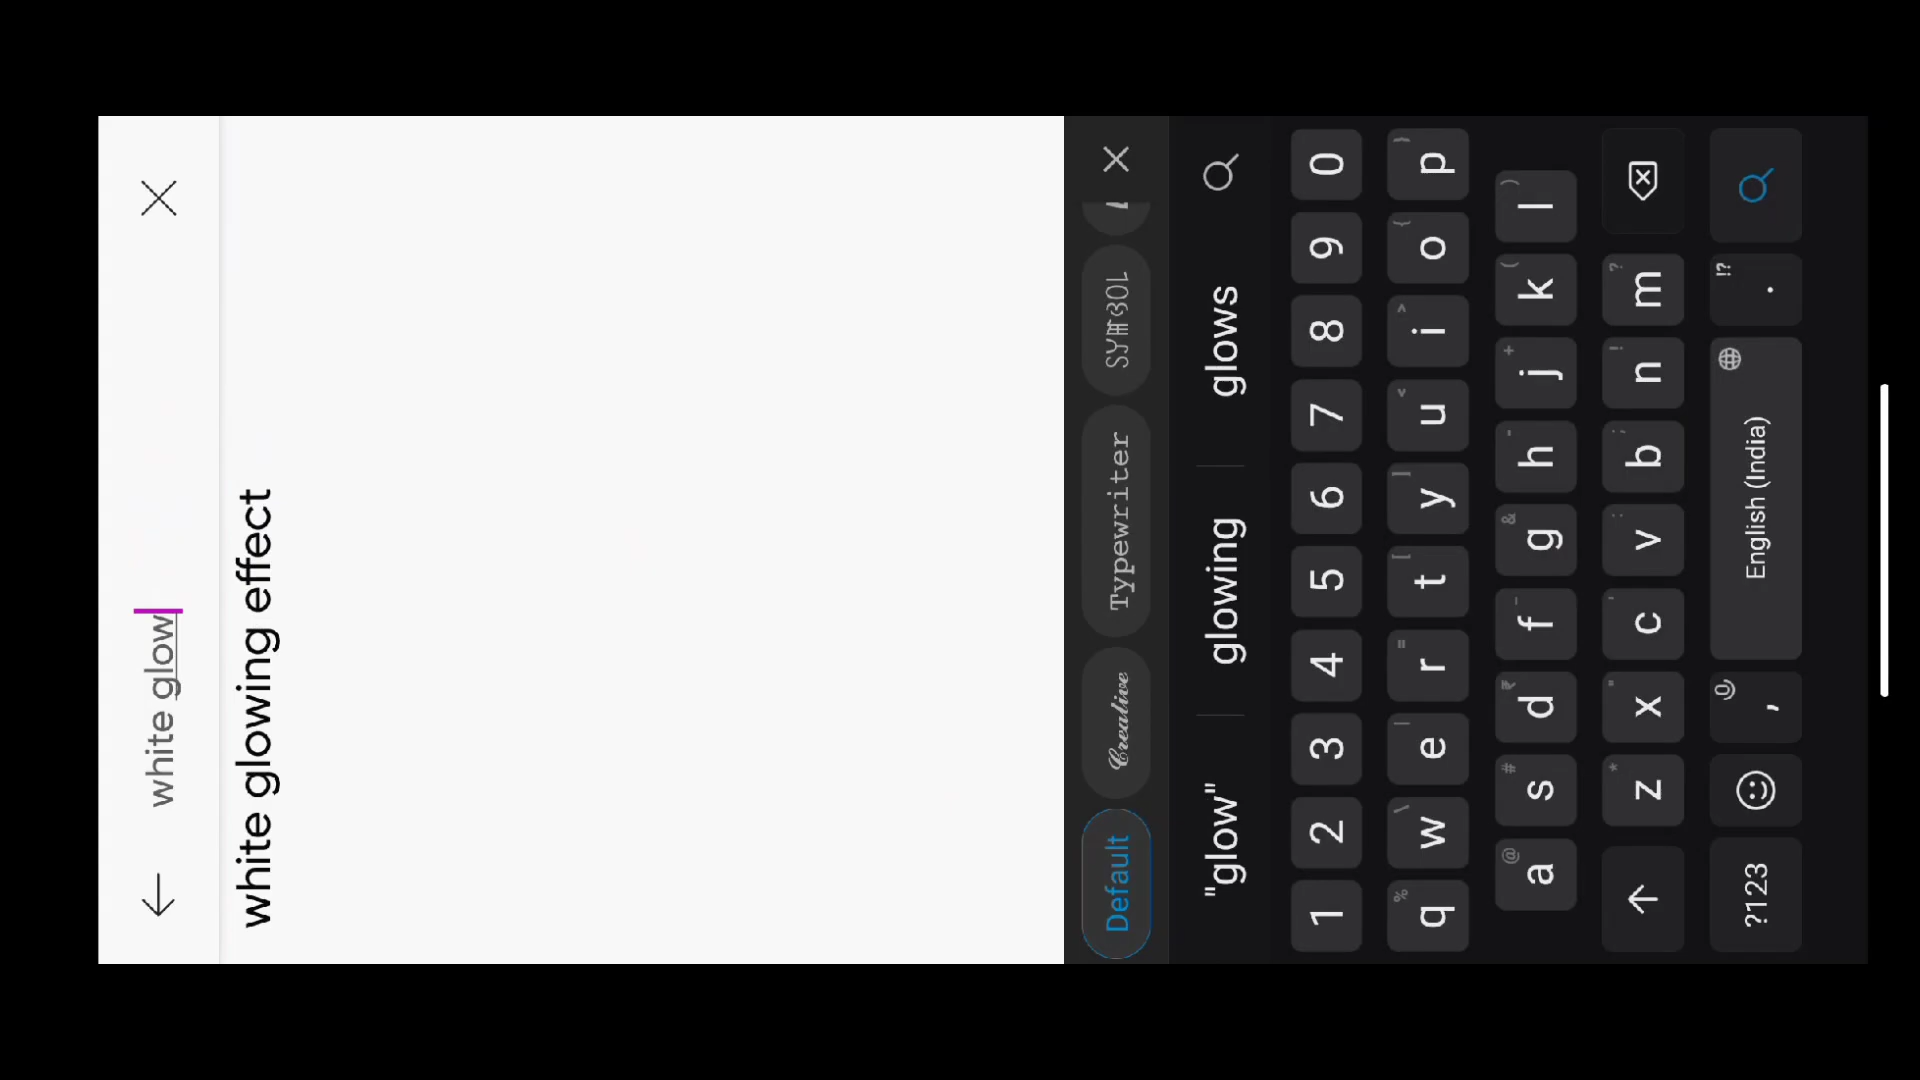 white glow
white glowing effect
Default Creative Typewriter SYMBOL
"glow" glowing glows
1 2 3 4 5 6 7 8 9 0
q w e r t y u i o p
a s d f g h j k l
z x c v b n m
?123 , English (India) . !?